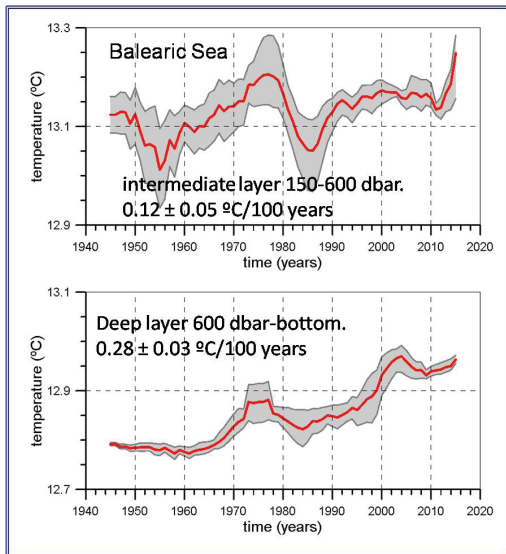 13.3
Balearic Sea
temperature (ºC)
13.1
intermediate layer 150-600 dbar.
0.12 ± 0.05 ºC/100 years
12.9
1940 1950 1960 1970 1980 1990 2000 2010 2020
time (years)
13.1
Deep layer 600 dbar-bottom.
0.28 ± 0.03 ºC/100 years
temperature (ºC)
12.9
12.7
1940 1950 1960 1970 1980 1990 2000 2010 2020
time (years)